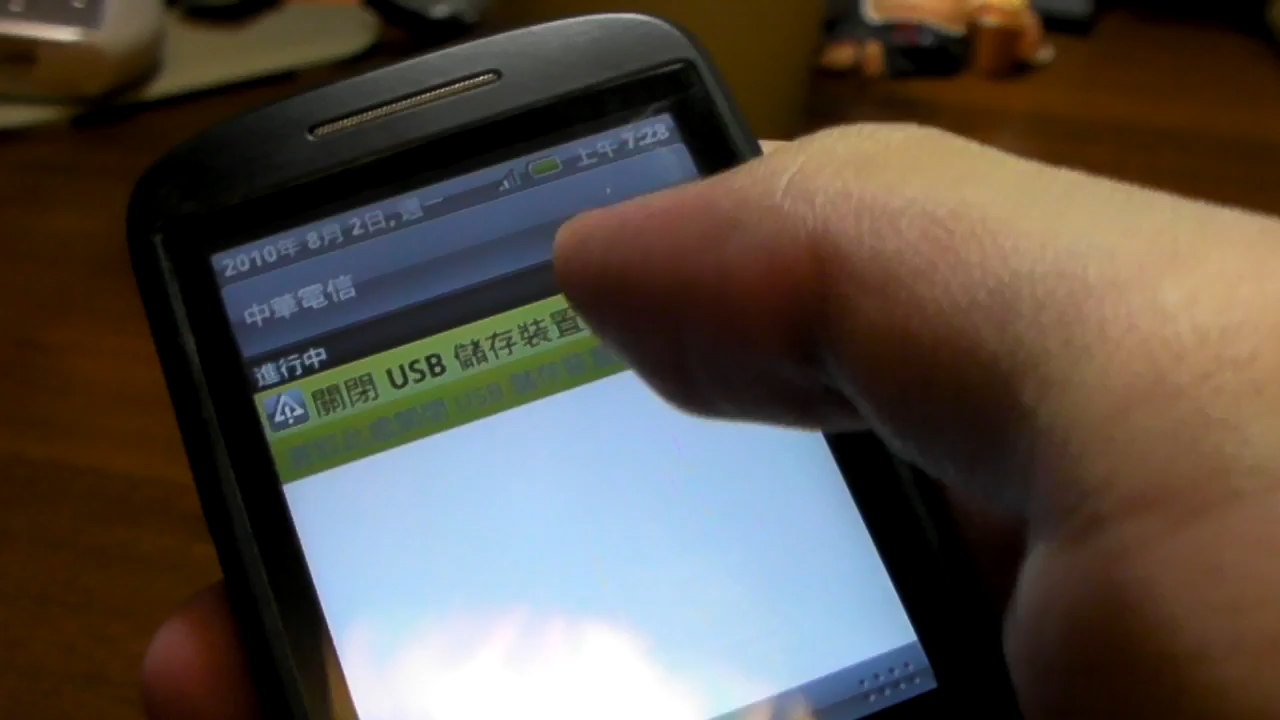 2010年 8月 2日, 週一 上午 7:28
中華電信
進行中
關閉 USB 儲存裝置
USB